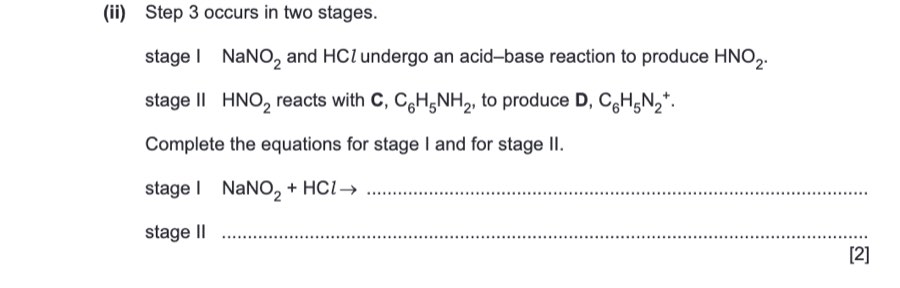 (ii) Step 3 occurs in two stages.
stage I NaNO₂ and HCl undergo an acid–base reaction to produce HNO₂.
stage II HNO₂ reacts with C, C₆H₅NH₂, to produce D, C₆H₅N₂⁺.
Complete the equations for stage I and for stage II.
stage I NaNO₂ + HCl → ..........
stage II ..........
[2]